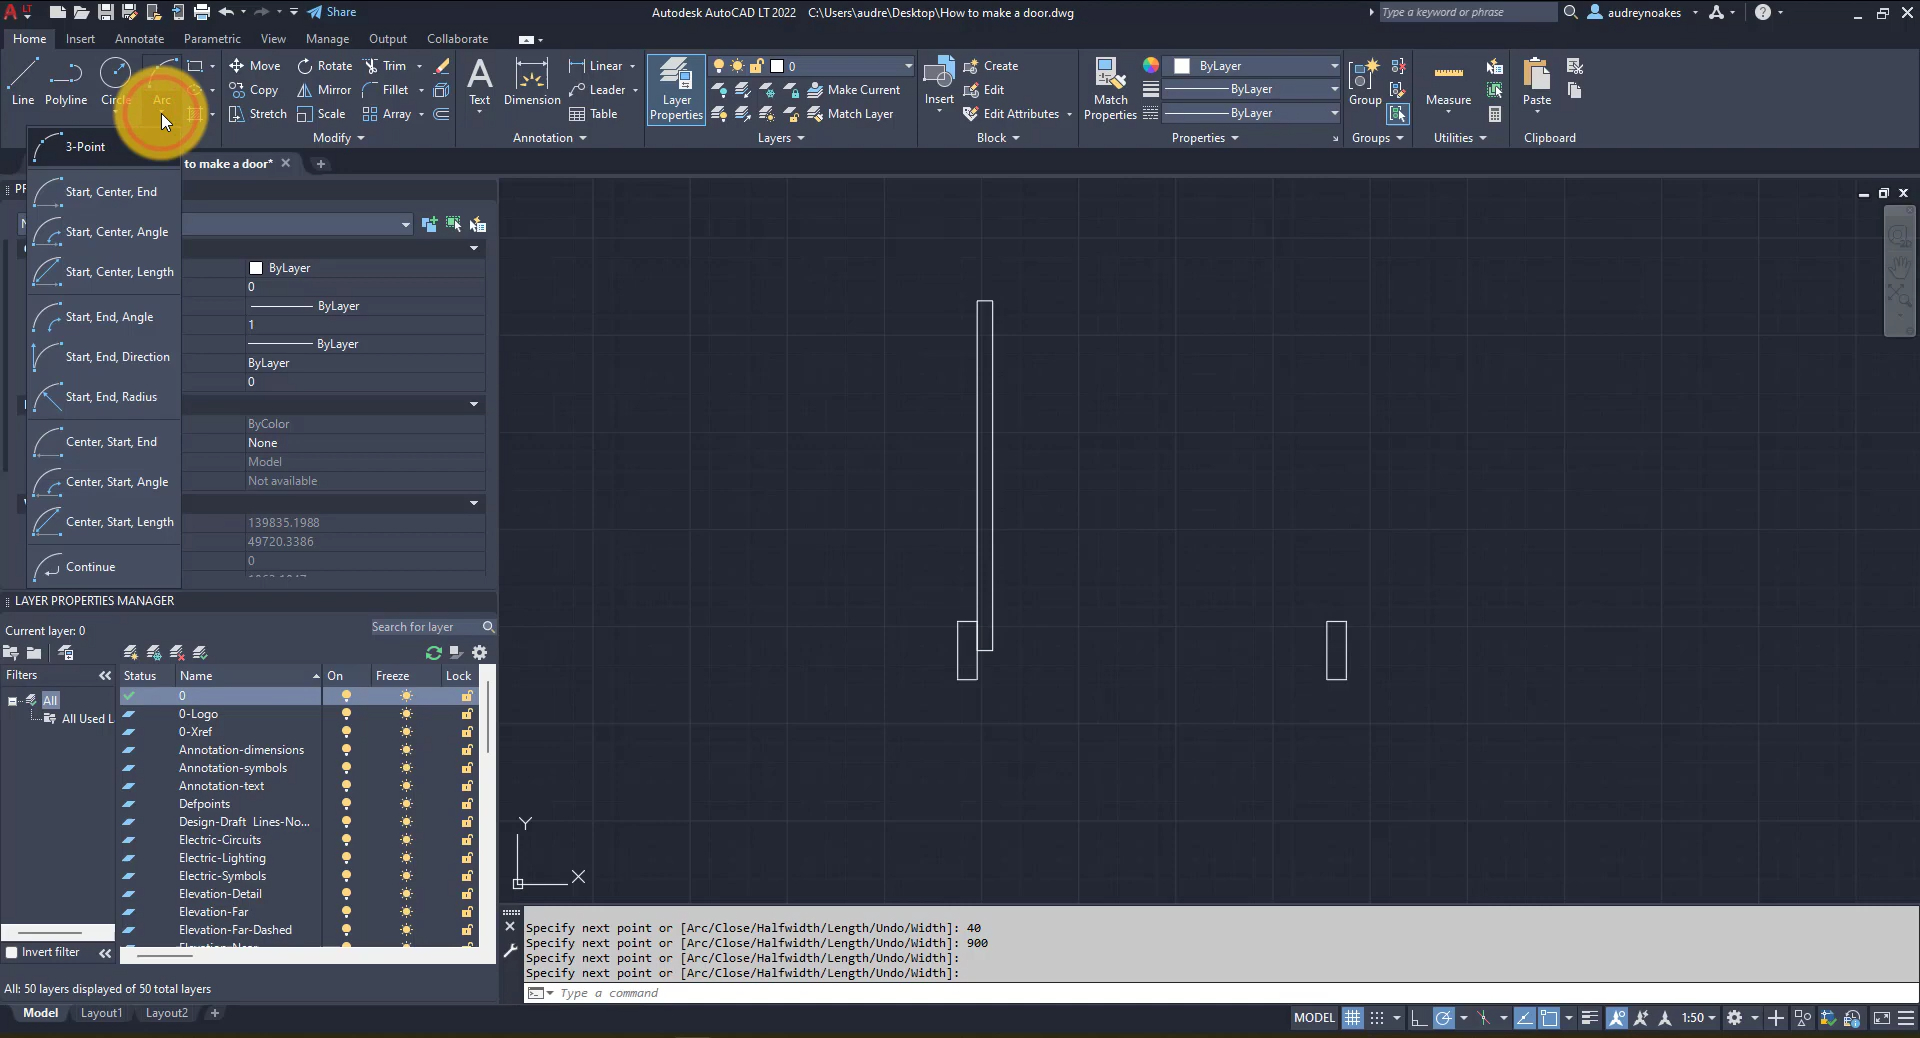 LT
Share
Autodesk AutoCAD LT 2022 C:\Users\audre\Desktop\How to make a door.dwg
Type a keyword or phrase
audreynoakes
Home Insert Annotate Parametric View Manage Output Collaborate
Line Polyline Circle Arc
Move Rotate Trim
Copy Mirror Fillet
Stretch Scale Array
Modify
Text Dimension
Linear
Leader
Table
Annotation
Layer
Properties
0
Make Current
Match Layer
Layers
Insert
Create
Edit
Edit Attributes
Block
Match
Properties
ByLayer
ByLayer
ByLayer
Properties
Group
Groups
Measure
Utilities
Paste
Clipboard
to make a door*
3-Point
Start, Center, End
Start, Center, Angle
Start, Center, Length
Start, End, Angle
Start, End, Direction
Start, End, Radius
Center, Start, End
Center, Start, Angle
Center, Start, Length
Continue
ByLayer
0
ByLayer
1
ByLayer
ByLayer
0
ByColor
None
Model
Not available
139835.1988
49720.3386
0
LAYER PROPERTIES MANAGER
Current layer: 0
Search for layer
Filters
All
All Used L
Invert filter
Status Name On Freeze Lock
0
0-Logo
0-Xref
Annotation-dimensions
Annotation-symbols
Annotation-text
Defpoints
Design-Draft Lines-No...
Electric-Circuits
Electric-Lighting
Electric-Symbols
Elevation-Detail
Elevation-Far
Elevation-Far-Dashed
All: 50 layers displayed of 50 total layers
Y
X
Specify next point or [Arc/Close/Halfwidth/Length/Undo/Width]: 40
Specify next point or [Arc/Close/Halfwidth/Length/Undo/Width]: 900
Specify next point or [Arc/Close/Halfwidth/Length/Undo/Width]:
Specify next point or [Arc/Close/Halfwidth/Length/Undo/Width]:
Type a command
Model Layout1 Layout2
MODEL
1:50